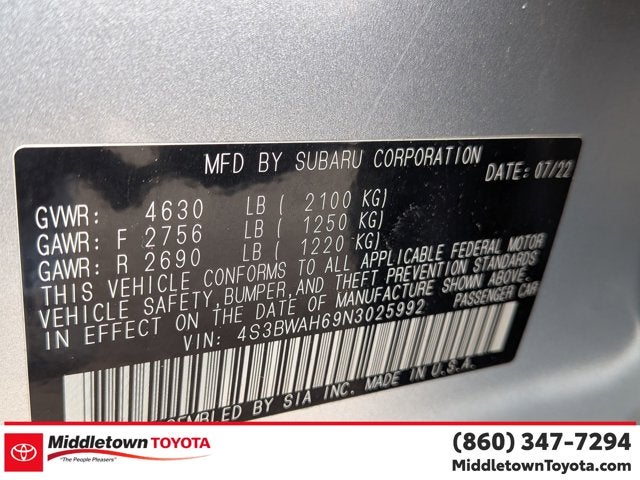 MFD BY SUBARU CORPORATION
DATE: 07/22
GVWR: 4630 LB ( 2100 KG)
GAWR: F 2756 LB ( 1250 KG)
GAWR: R 2690 LB ( 1220 KG)
THIS VEHICLE CONFORMS TO ALL APPLICABLE FEDERAL MOTOR
VEHICLE SAFETY, BUMPER, AND THEFT PREVENTION STANDARDS
IN EFFECT ON DATE OF MANUFACTURE SHOWN ABOVE.
VIN: 4S3BWAH69N3025992 PASSENGER CAR
BY SIA INC. MADE IN U.S.A.
Middletown TOYOTA
"The People Pleasers"
(860) 347-7294
MiddletownToyota.com